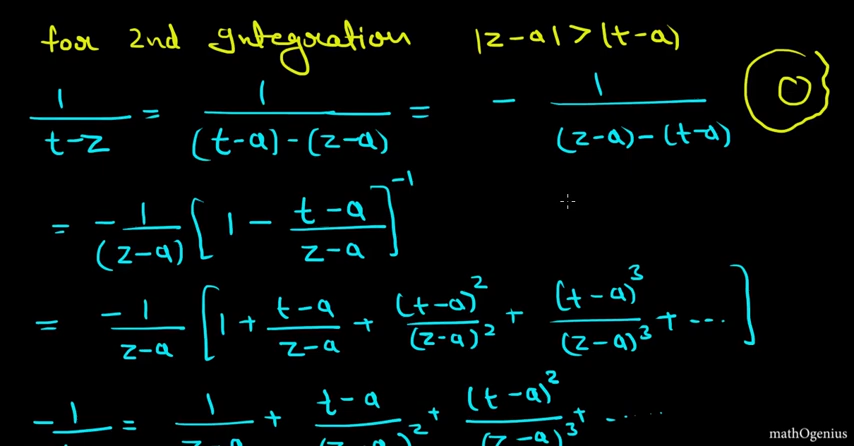 for 2nd Integration |z-a| > |t-a|
1/(t-z) = 1/((t-a)-(z-a)) = - 1/((z-a)-(t-a))
= -1/(z-a) [1 - (t-a)/(z-a)]^-1
= -1/(z-a) [1 + (t-a)/(z-a) + (t-a)^2/(z-a)^2 + (t-a)^3/(z-a)^3 + ...]
-1/ = 1/(z-a) + (t-a)/(z-a)^2 + (t-a)^2/(z-a)^3 + ......
mathOgenius